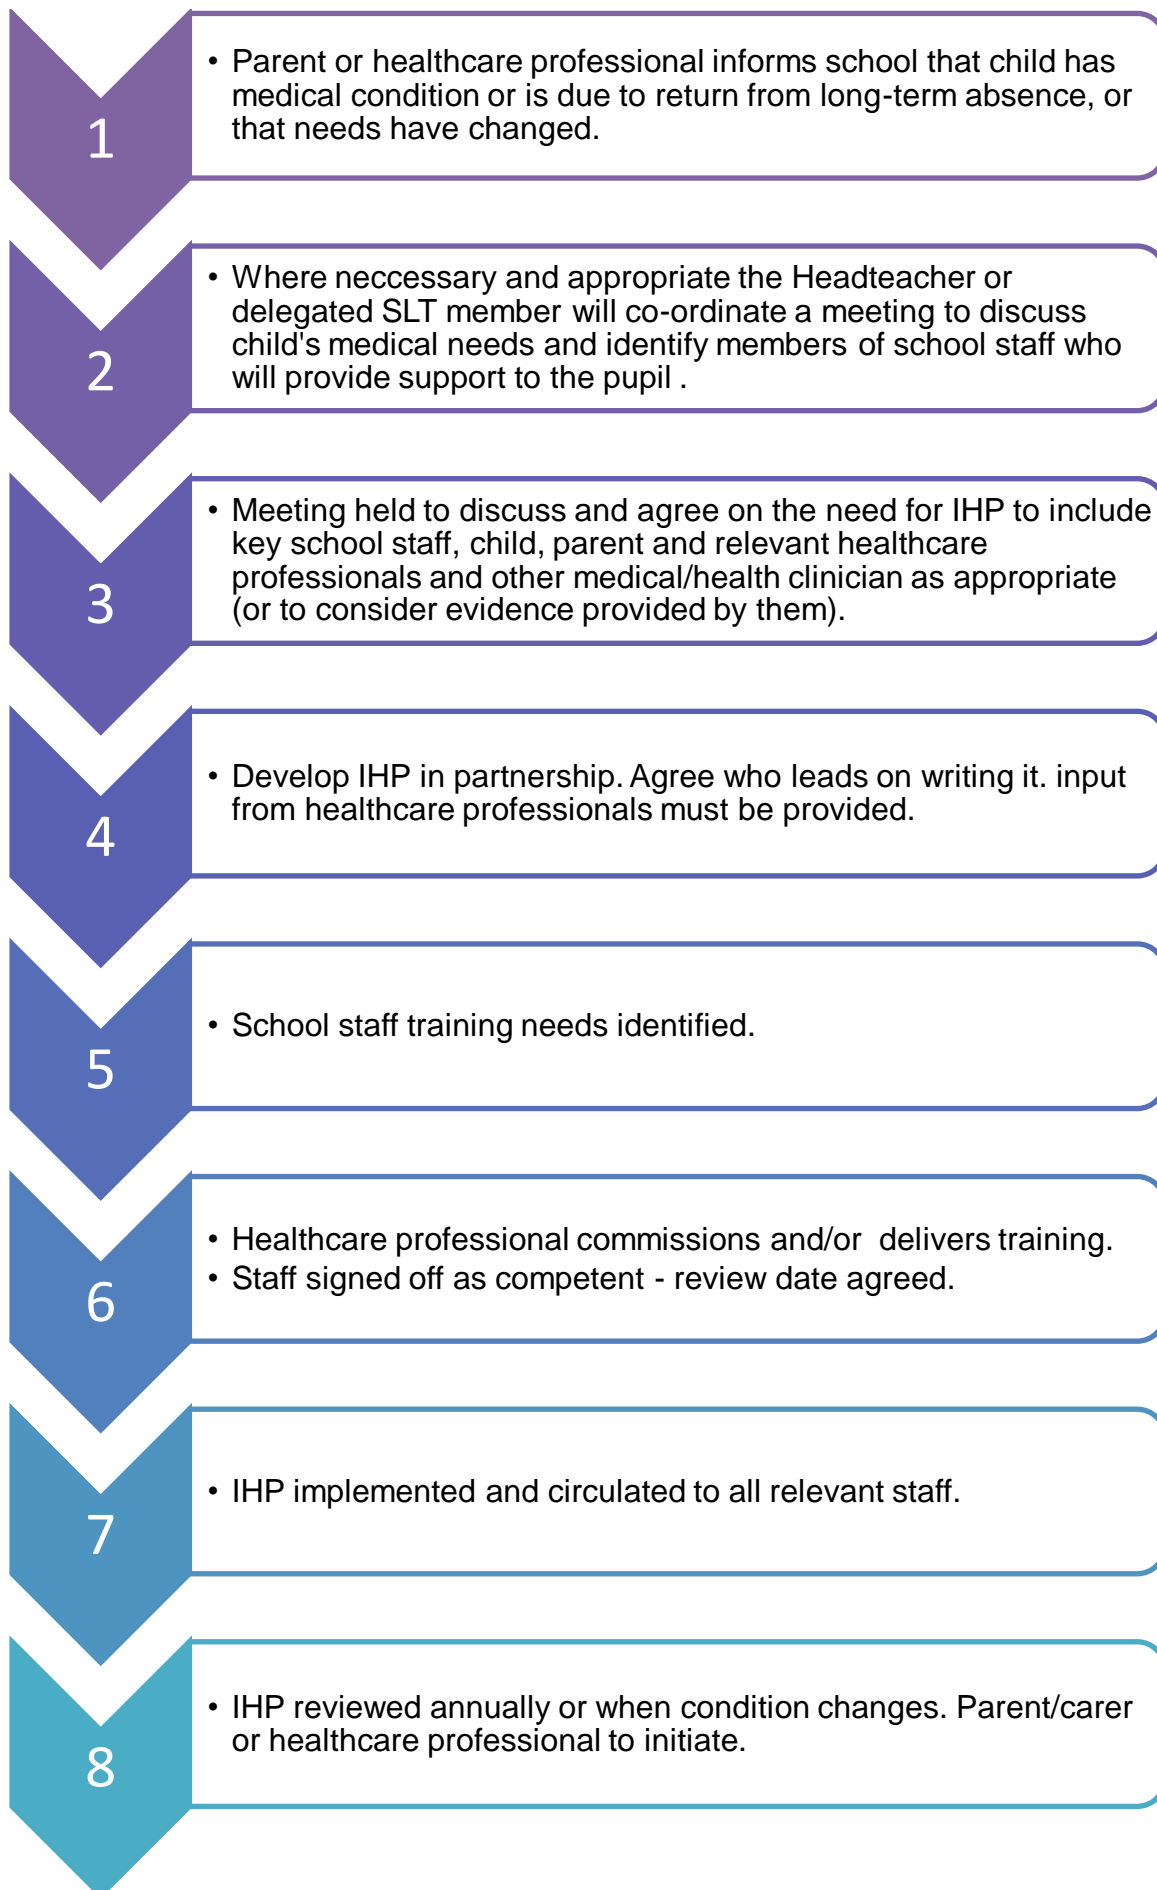 1
• Parent or healthcare professional informs school that child has
medical condition or is due to return from long-term absence, or
that needs have changed.
2
• Where neccessary and appropriate the Headteacher or
delegated SLT member will co-ordinate a meeting to discuss
child's medical needs and identify members of school staff who
will provide support to the pupil .
3
• Meeting held to discuss and agree on the need for IHP to include
key school staff, child, parent and relevant healthcare
professionals and other medical/health clinician as appropriate
(or to consider evidence provided by them).
4
• Develop IHP in partnership. Agree who leads on writing it. input
from healthcare professionals must be provided.
5
• School staff training needs identified.
6
• Healthcare professional commissions and/or delivers training.
• Staff signed off as competent - review date agreed.
7
• IHP implemented and circulated to all relevant staff.
8
• IHP reviewed annually or when condition changes. Parent/carer
or healthcare professional to initiate.